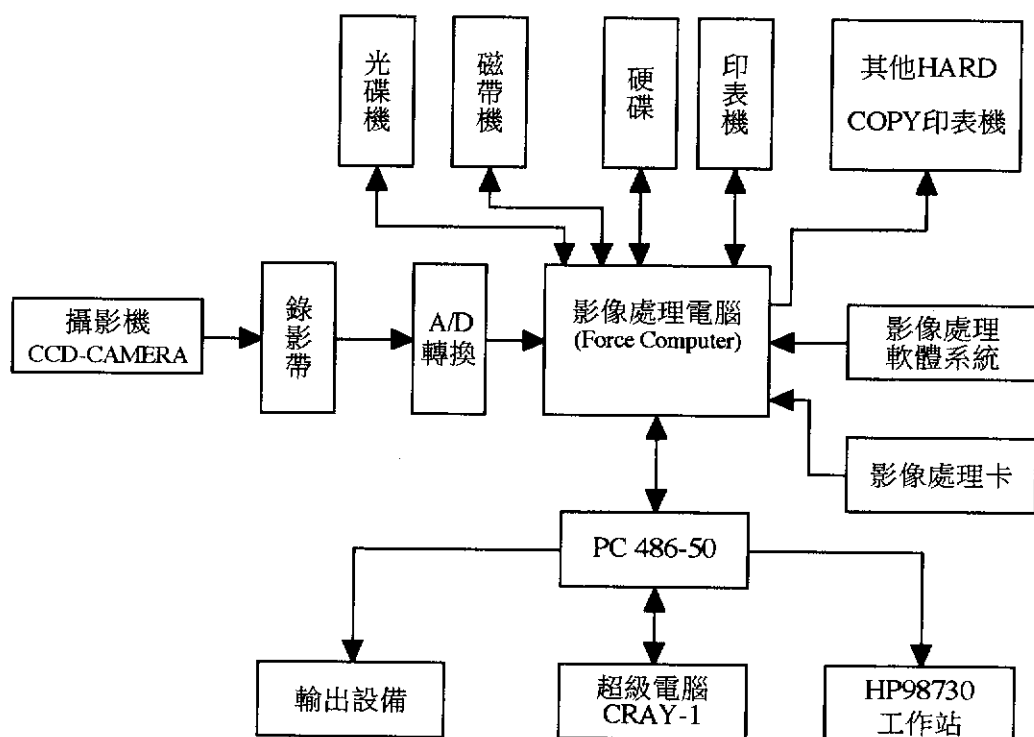 光碟機
磁帶機
硬碟
印表機
其他HARD
COPY印表機
攝影機
CCD-CAMERA
錄影帶
A/D
轉換
影像處理電腦
(Force Computer)
影像處理
軟體系統
影像處理卡
PC 486-50
輸出設備
超級電腦
CRAY-1
HP98730
工作站